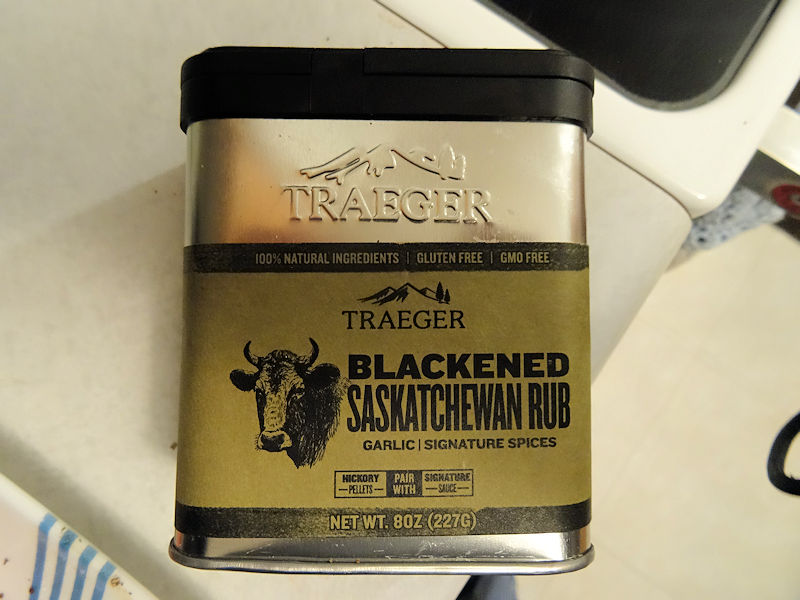 TRAEGER
100% NATURAL INGREDIENTS | GLUTEN FREE | GMO FREE
TRAEGER
BLACKENED
SASKATCHEWAN RUB
GARLIC | SIGNATURE SPICES
HICKORY PELLETS PAIR WITH SIGNATURE SAUCE
NET WT. 8OZ (227G)